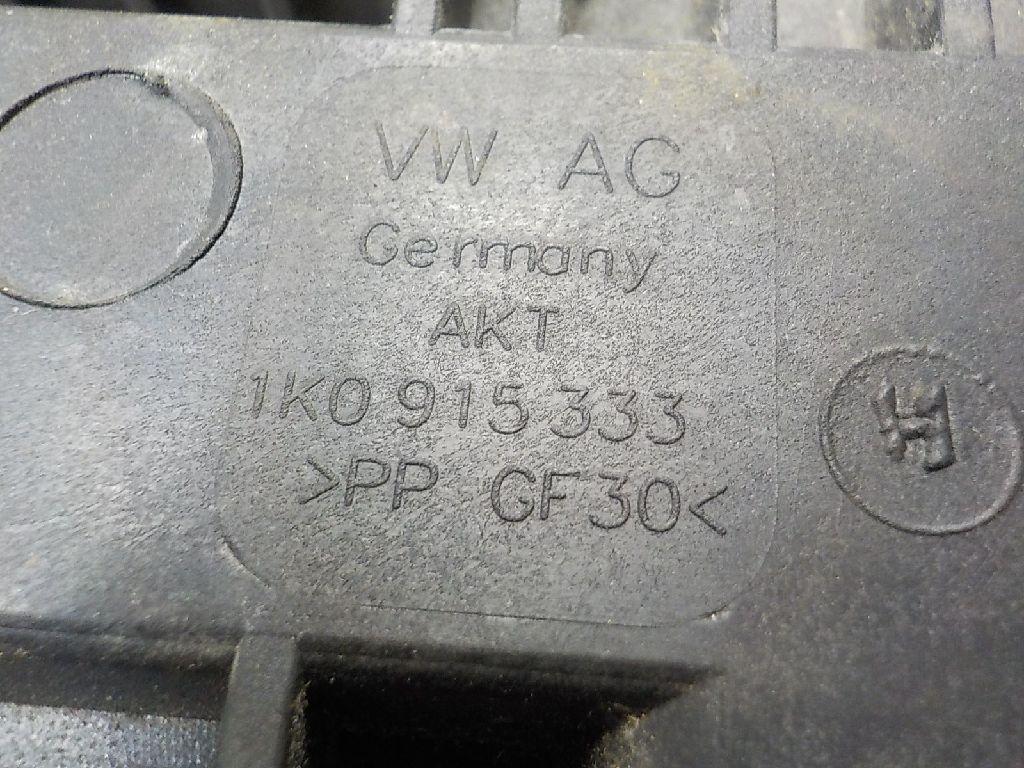 VW AG
Germany
AKT
1K0 915 333
>PP GF30<